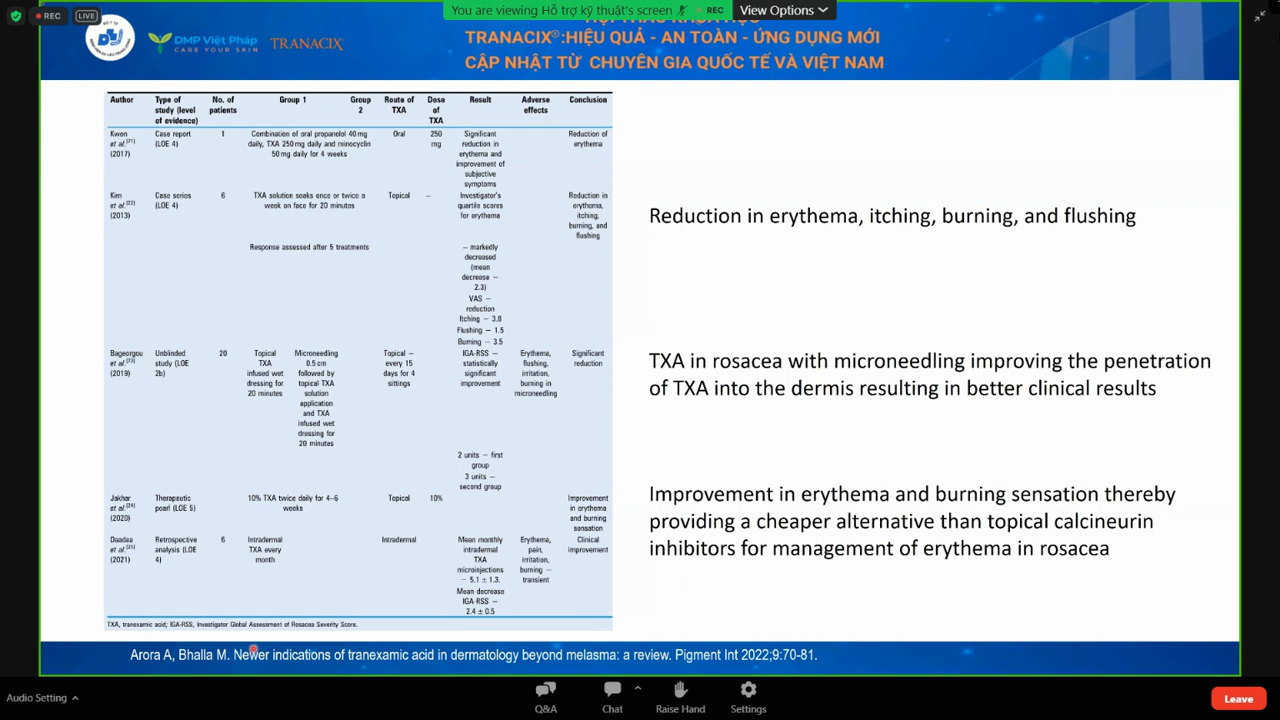 REC
LIVE
You are viewing Hỗ trợ kỹ thuật's screen
REC
View Options
DMP Việt Pháp
CARE YOUR SKIN
TRANACIX
HỘI THẢO KHOA HỌC
TRANACIX®:HIỆU QUẢ - AN TOÀN - ỨNG DỤNG MỚI
CẬP NHẬT TỪ CHUYÊN GIA QUỐC TẾ VÀ VIỆT NAM
Author Type of study (level of evidence) No. of patients Group 1 Group 2 Route of TXA Dose of TXA Result Adverse effects Conclusion
Kwon et al.[21] (2017) Case report (LOE 4) 1 Combination of oral propanolol 40 mg daily, TXA 250 mg daily and minocyclin 50 mg daily for 4 weeks Oral 250 mg Significant reduction in erythema and improvement of subjective symptoms Reduction of erythema
Kim et al.[22] (2013) Case series (LOE 4) 6 TXA solution soaks once or twice a week on face for 20 minutes Topical – Investigator's quartile scores for erythema Reduction in erythema, itching, burning, and flushing
Response assessed after 5 treatments – markedly decreased (mean decrease – 2.3)
VAS – reduction
Itching – 3.8
Flushing – 1.5
Burning – 3.5
Bageorgou et al.[23] (2019) Unblinded study (LOE 2b) 20 Topical TXA infused wet dressing for 20 minutes Microneedling 0.5 cm followed by topical TXA solution application and TXA infused wet dressing for 20 minutes Topical – every 15 days for 4 sittings IGA-RSS – statistically significant improvement Erythema, flushing, irritation, burning in microneedling Significant reduction
2 units – first group
3 units – second group
Jakhar et al.[24] (2020) Therapeutic pearl (LOE 5) 10% TXA twice daily for 4–6 weeks Topical 10% Improvement in erythema and burning sensation
Daadaa et al.[25] (2021) Retrospective analysis (LOE 4) 6 Intradermal TXA every month Intradermal Mean monthly intradermal TXA microinjections – 5.1 ± 1.3. Erythema, pain, irritation, burning – transient Clinical improvement
Mean decrease IGA-RSS – 2.4 ± 0.5
TXA, tranexamic acid; IGA-RSS, Investigator Global Assessment of Rosacea Severity Score.
Reduction in erythema, itching, burning, and flushing
TXA in rosacea with microneedling improving the penetration
of TXA into the dermis resulting in better clinical results
Improvement in erythema and burning sensation thereby
providing a cheaper alternative than topical calcineurin
inhibitors for management of erythema in rosacea
Arora A, Bhalla M. Newer indications of tranexamic acid in dermatology beyond melasma: a review. Pigment Int 2022;9:70-81.
Audio Setting
Q&A
Chat
Raise Hand
Settings
Leave